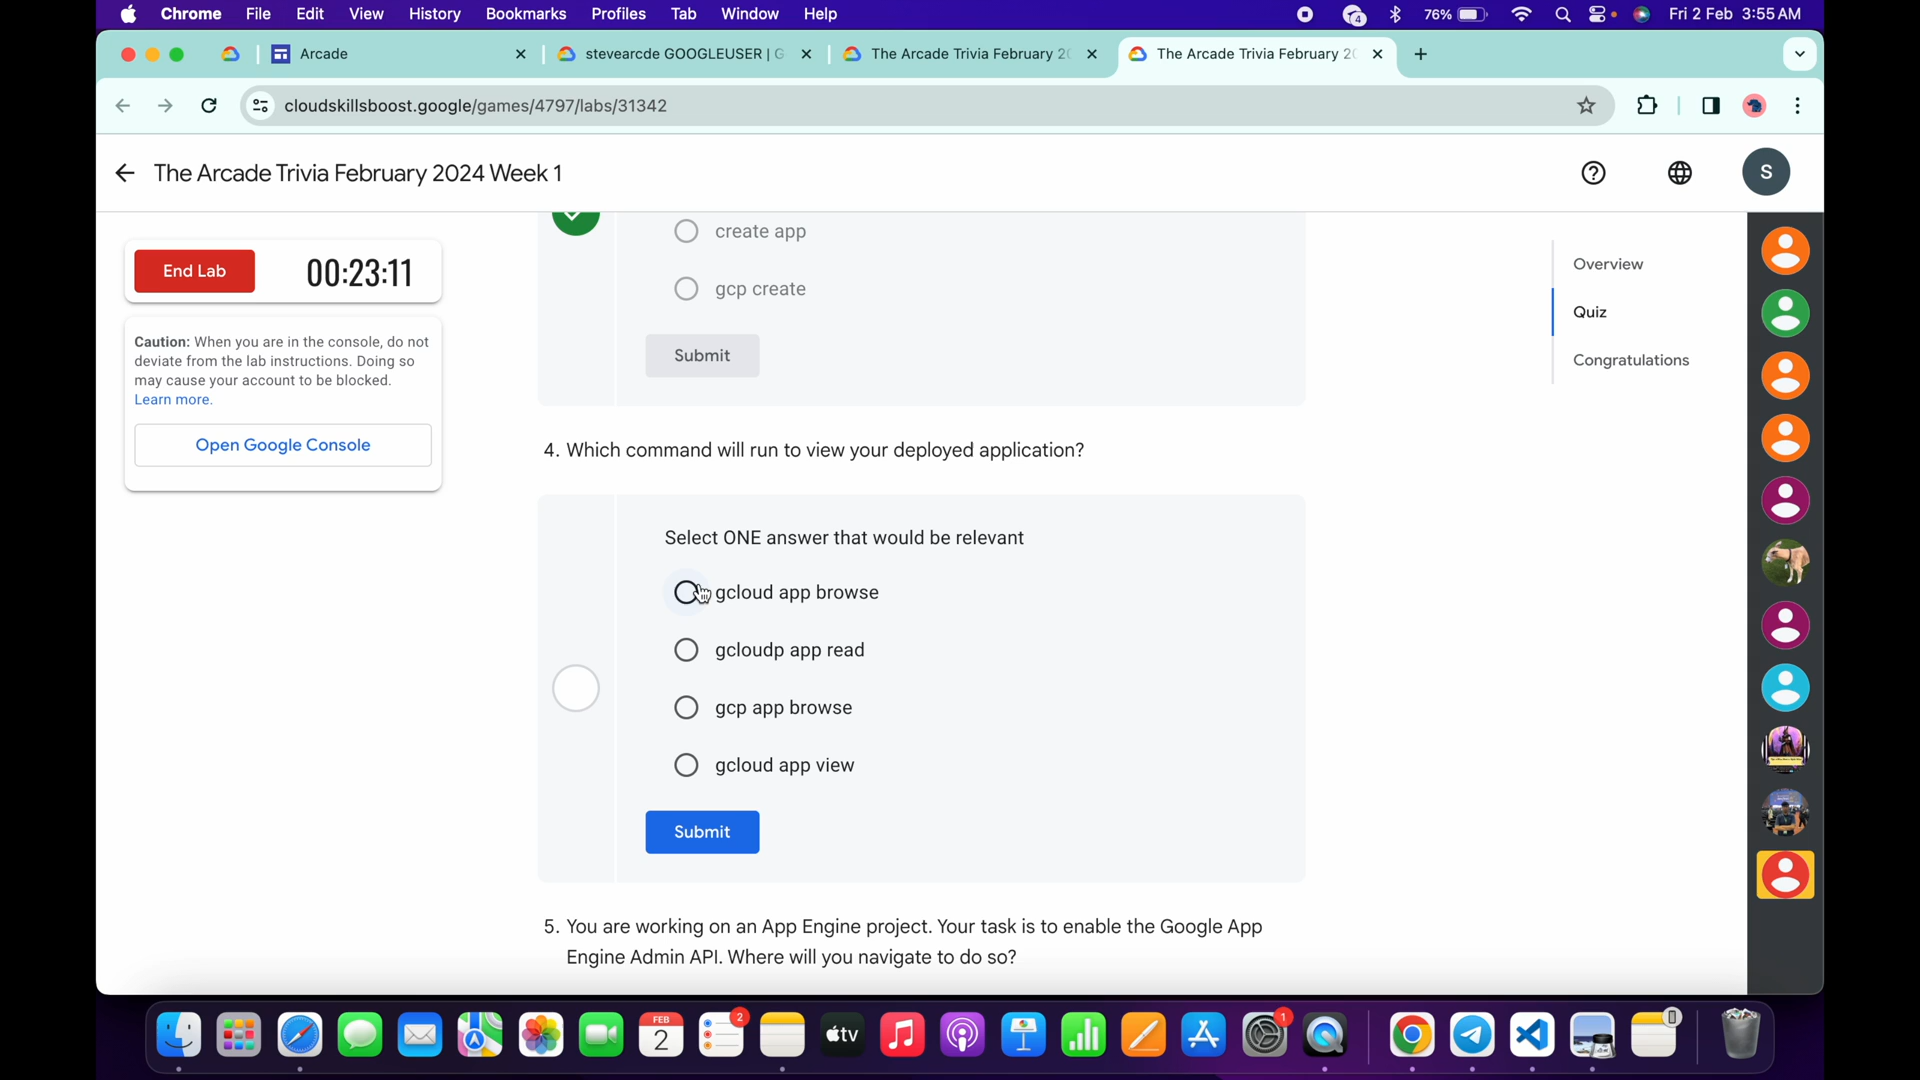 Chrome File Edit View History Bookmarks Profiles Tab Window Help 4 76% Fri 2 Feb 3:55 AM
Arcade
stevearcde GOOGLEUSER | G
The Arcade Trivia February 20
The Arcade Trivia February 20
cloudskillsboost.google/games/4797/labs/31342
The Arcade Trivia February 2024 Week 1
S
End Lab
00:23:11
Caution: When you are in the console, do not
deviate from the lab instructions. Doing so
may cause your account to be blocked.
Learn more.
Open Google Console
create app
gcp create
Submit
4. Which command will run to view your deployed application?
Select ONE answer that would be relevant
gcloud app browse
gcloudp app read
gcp app browse
gcloud app view
Submit
5. You are working on an App Engine project. Your task is to enable the Google App
Engine Admin API. Where will you navigate to do so?
Overview
Quiz
Congratulations
FEB
2
2
tv
1